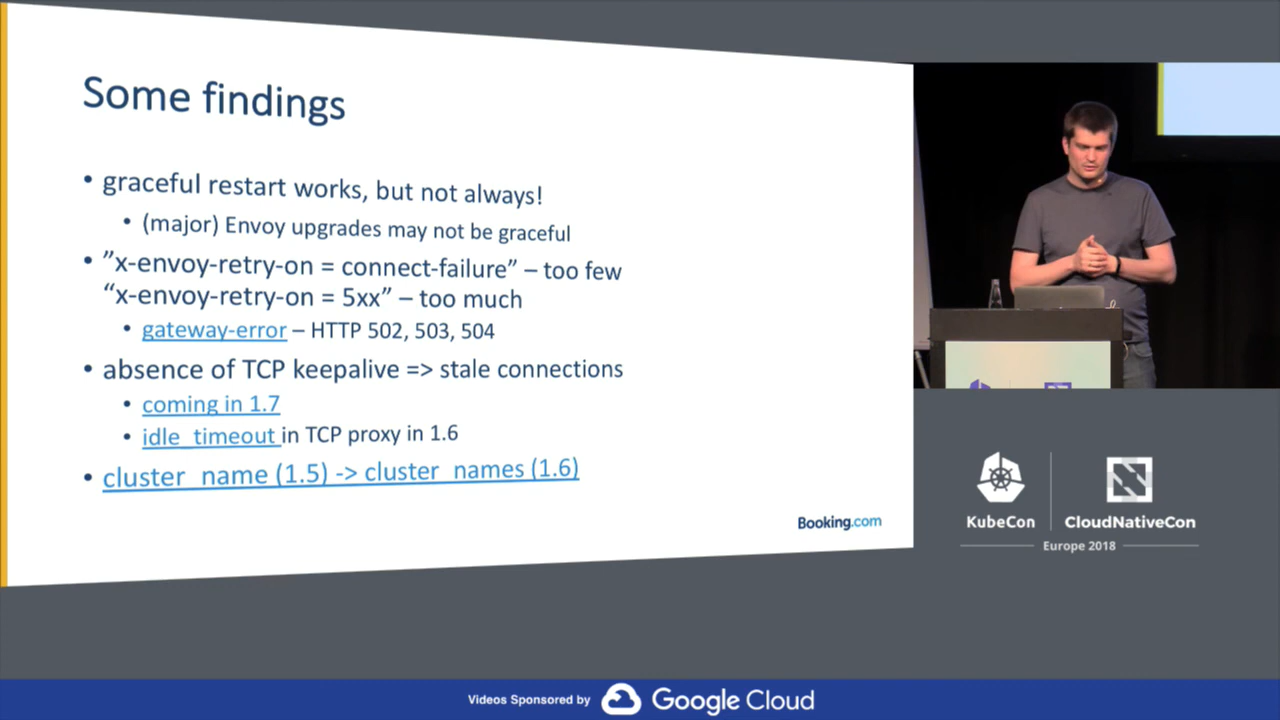 Some findings
• graceful restart works, but not always!
• (major) Envoy upgrades may not be graceful
• ”x-envoy-retry-on = connect-failure” – too few
“x-envoy-retry-on = 5xx” – too much
• gateway-error – HTTP 502, 503, 504
• absence of TCP keepalive => stale connections
• coming in 1.7
• idle_timeout in TCP proxy in 1.6
• cluster_name (1.5) -> cluster_names (1.6)
Booking.com
KubeCon
CloudNativeCon
Europe 2018
Videos Sponsored by Google Cloud